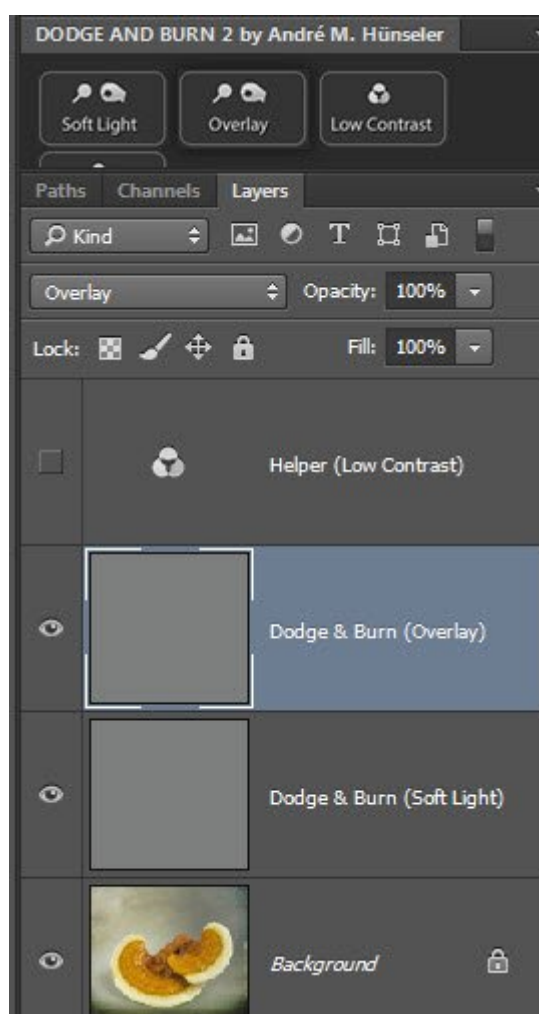 DODGE AND BURN 2 by André M. Hünseler
Soft Light Overlay Low Contrast
Paths Channels Layers
Kind T
Overlay Opacity: 100%
Lock: Fill: 100%
Helper (Low Contrast)
Dodge & Burn (Overlay)
Dodge & Burn (Soft Light)
Background